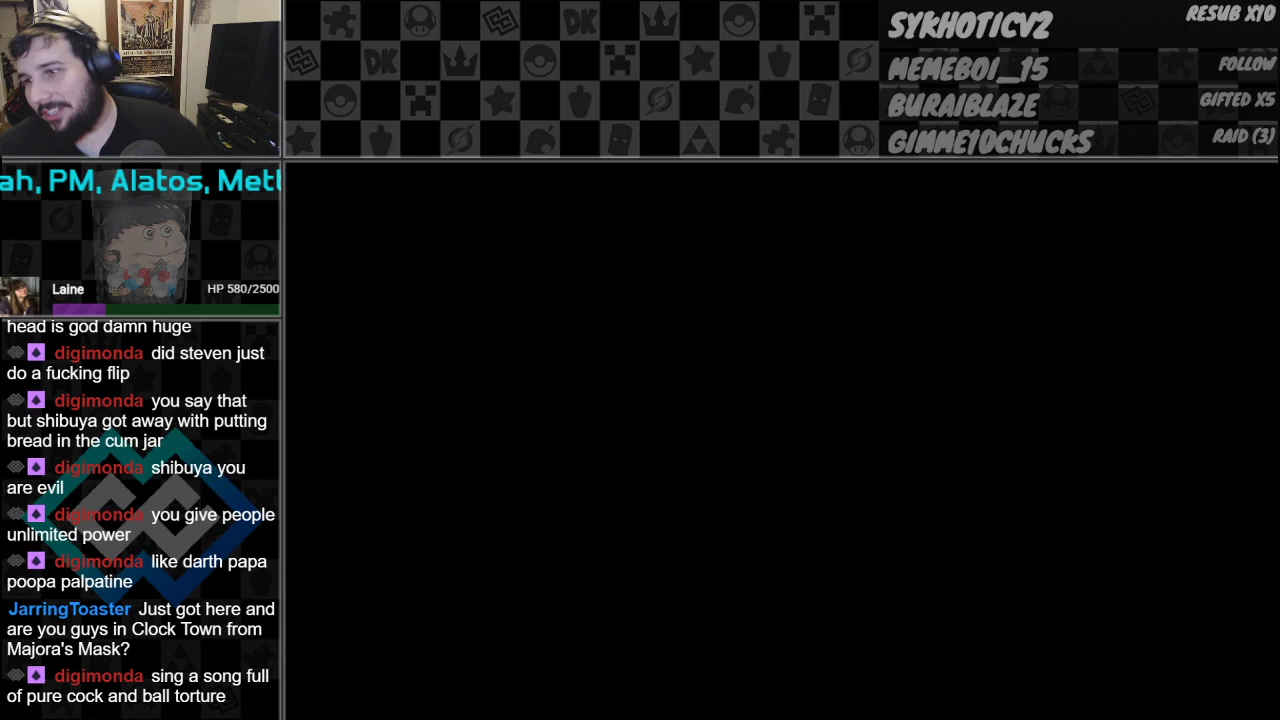 SYKHOTICV2
RESUB X10
MEMEBOI_15
FOLLOW
BURAIBLAZE
GIFTED X5
GIMME10CHUCKS
RAID (3)
DK
DK
ah, PM, Alatos, Mett
Laine
HP 580/2500
head is god damn huge
digimonda did steven just
do a fucking flip
digimonda you say that
but shibuya got away with putting
bread in the cum jar
digimonda shibuya you
are evil
digimonda you give people
unlimited power
digimonda like darth papa
poopa palpatine
JarringToaster Just got here and
are you guys in Clock Town from
Majora's Mask?
digimonda sing a song full
of pure cock and ball torture